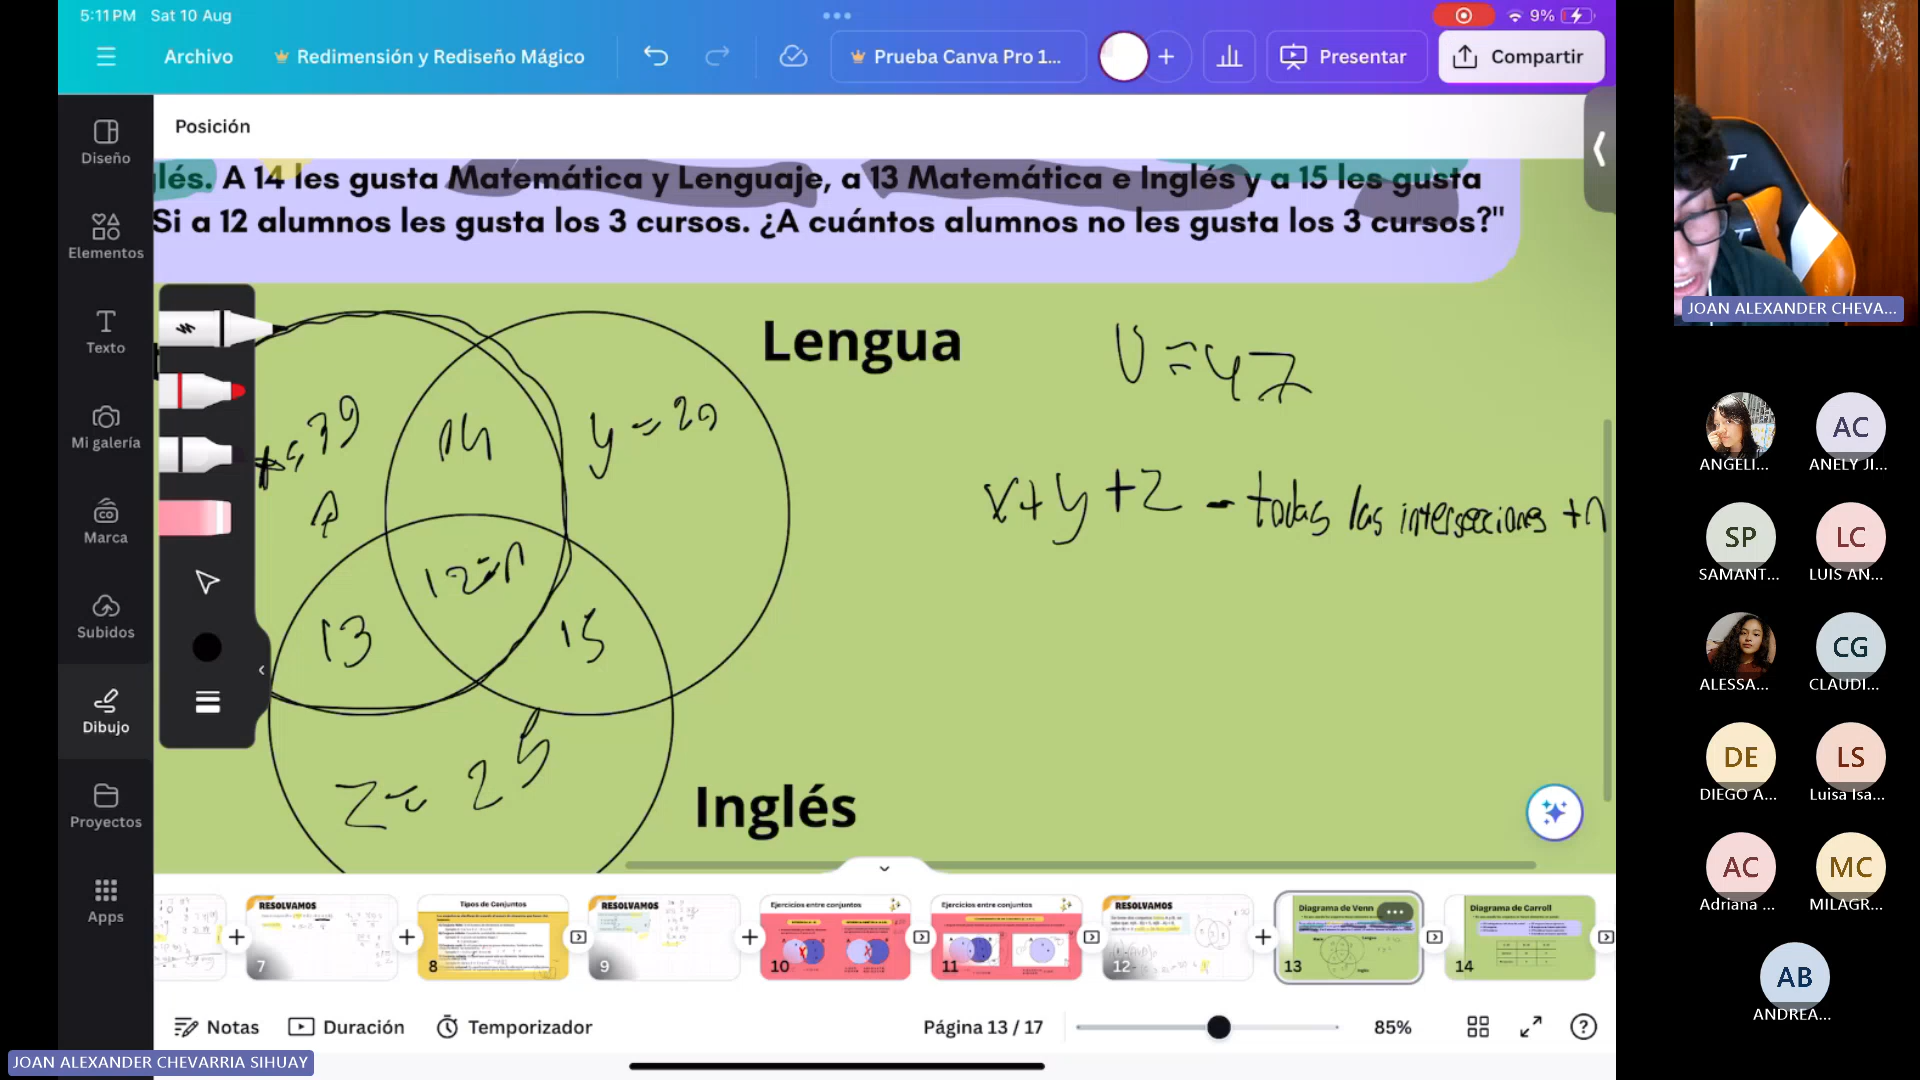 5:11 PM Sat 10 Aug
9%
Archivo
Redimensión y Rediseño Mágico
Prueba Canva Pro 1...
Presentar
Compartir
Diseño
Elementos
Texto
Mi galería
Marca
Subidos
Dibujo
Proyectos
Apps
Posición
lés. A 14 les gusta Matemática y Lenguaje, a 13 Matemática e Inglés y a 15 les gusta
Si a 12 alumnos les gusta los 3 cursos. ¿A cuántos alumnos no les gusta los 3 cursos?"
Lengua
U = 47
14
y = 20
x+y+z - todas las intersecciones + n
12=n
13
15
z = 25
Inglés
RESOLVAMOS
7
Tipos de Conjuntos
8
RESOLVAMOS
9
Ejercicios entre conjuntos
10
Ejercicios entre conjuntos
11
RESOLVAMOS
12
Diagrama de Venn
13
Diagrama de Carroll
14
Notas
Duración
Temporizador
Página 13 / 17
85%
JOAN ALEXANDER CHEVARRIA SIHUAY
JOAN ALEXANDER CHEVA...
ANGELI...
AC
ANELY JI...
SP
SAMANT...
LC
LUIS AN...
ALESSA...
CG
CLAUDI...
DE
DIEGO A...
LS
Luisa Isa...
AC
Adriana ...
MC
MILAGR...
AB
ANDREA...